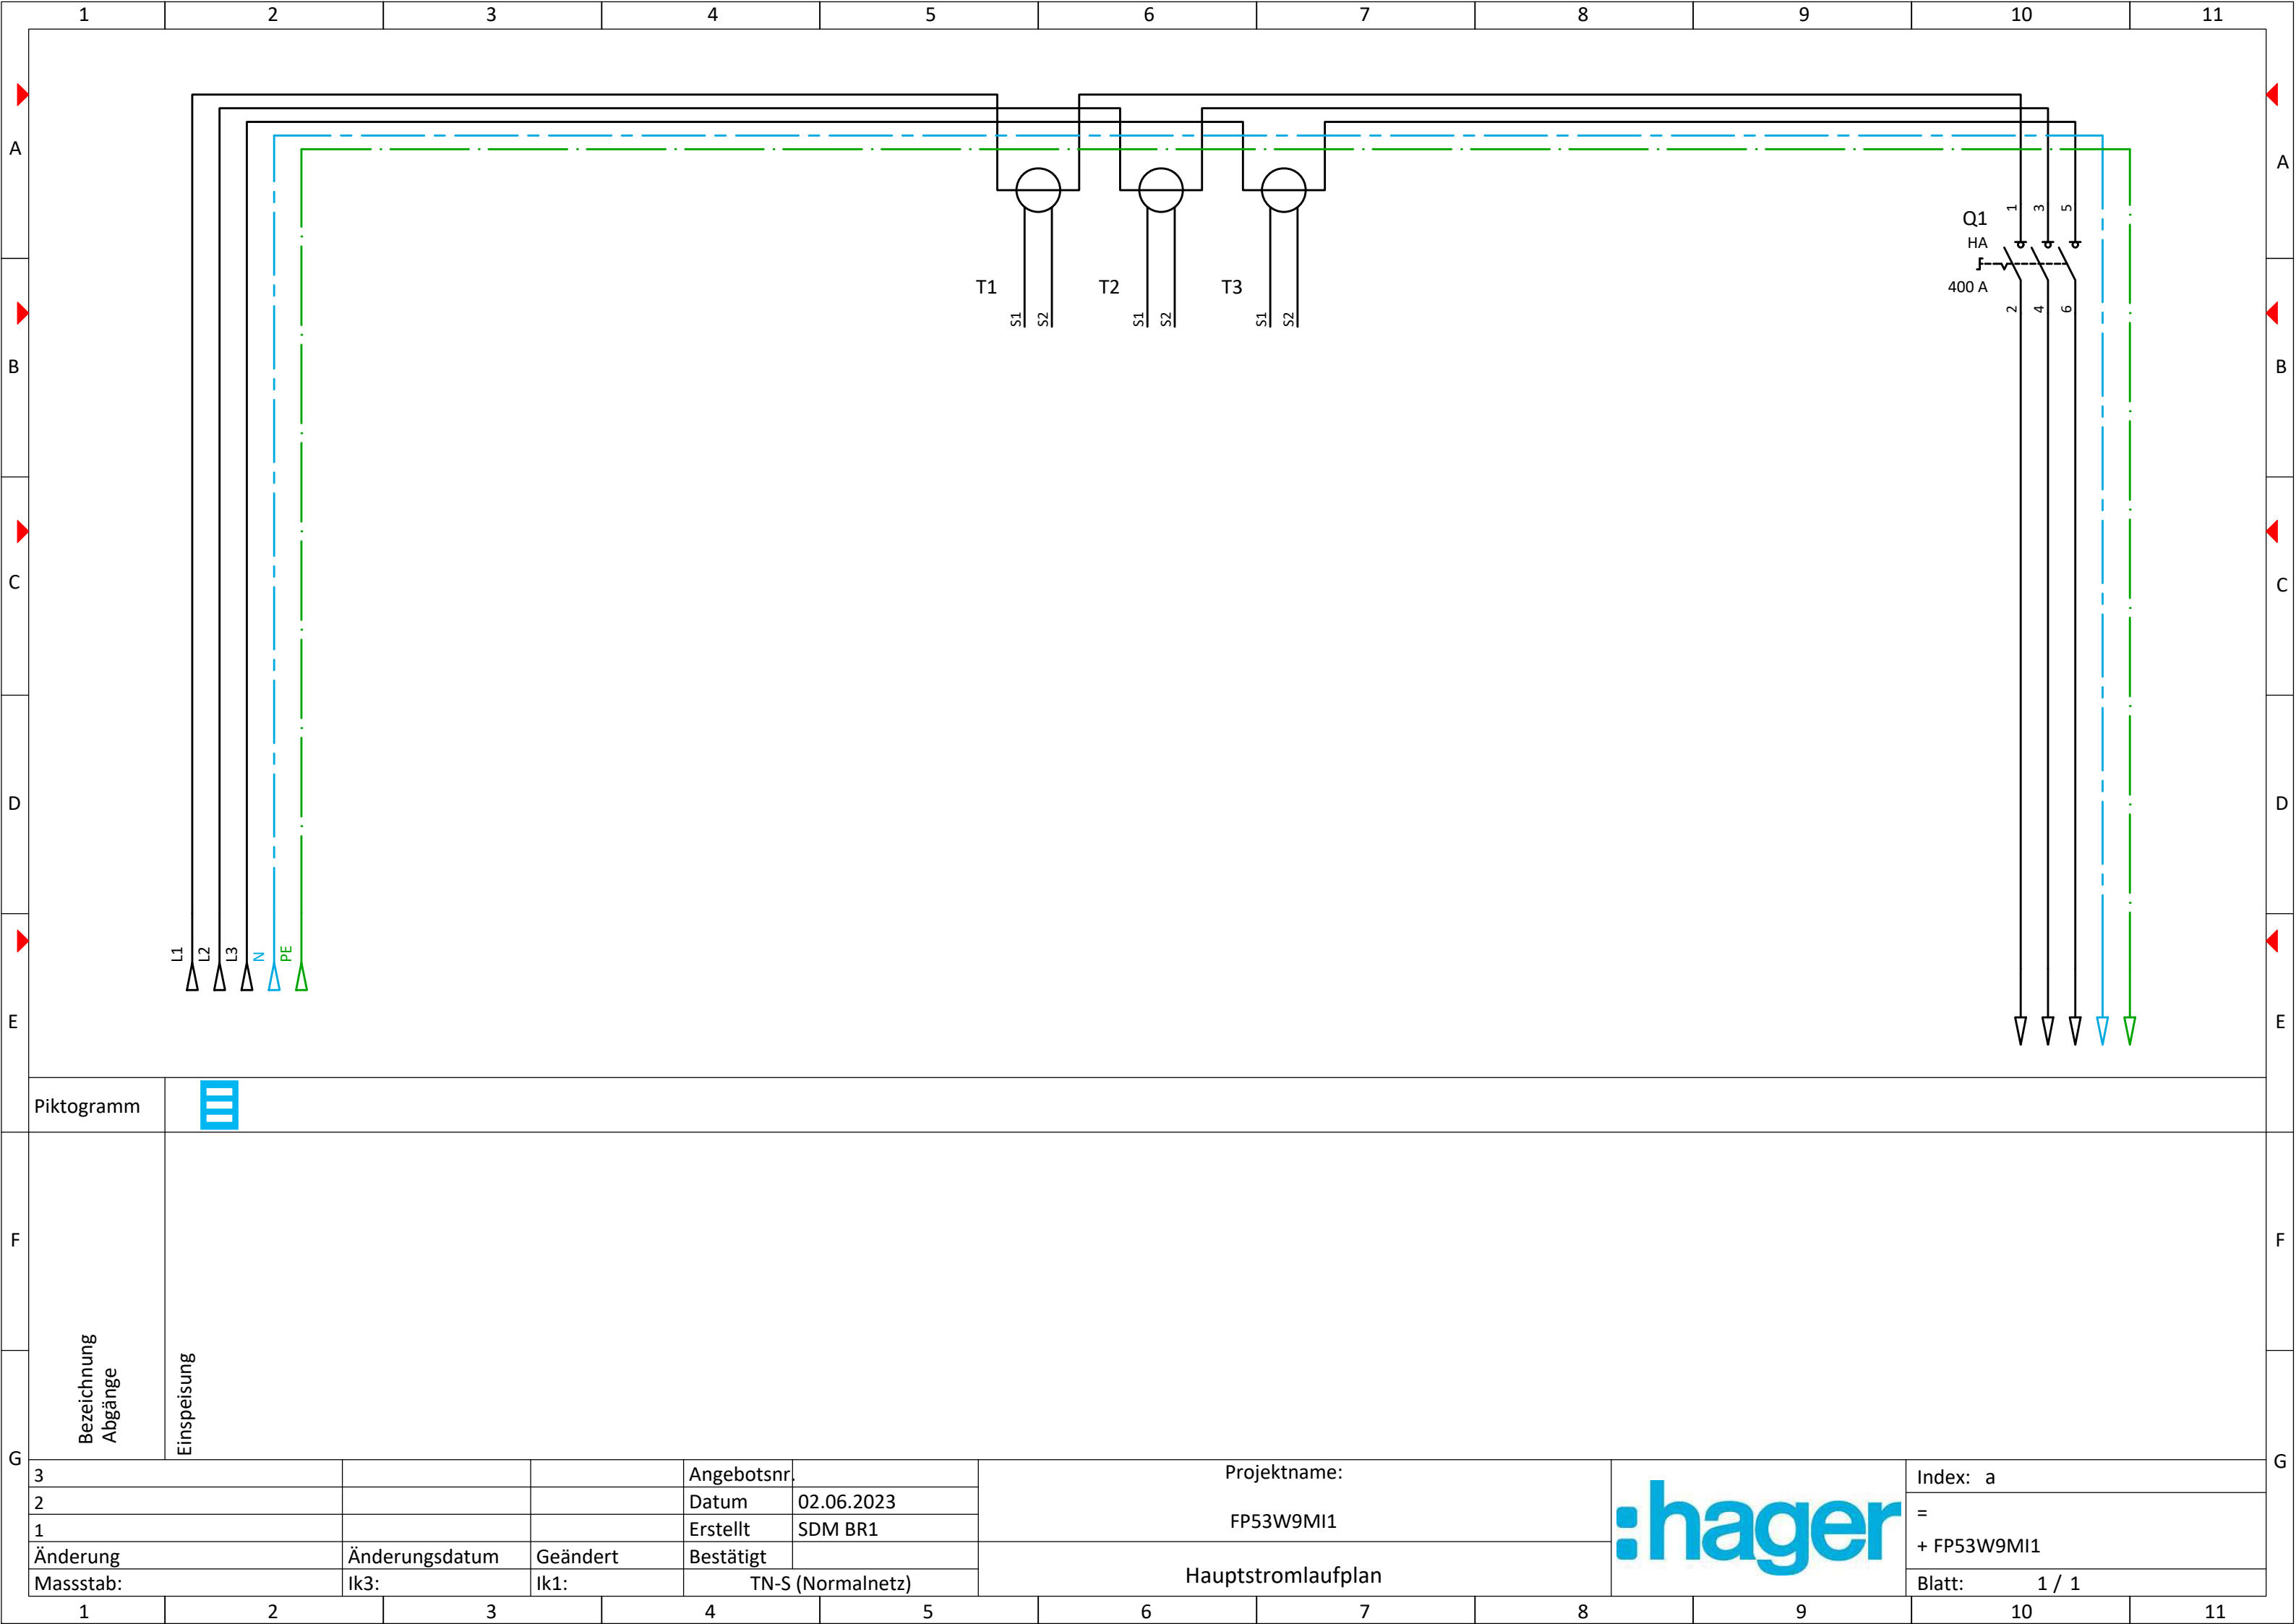 1 2 3 4 5 6 7 8 9 10 11
A A
Q1
HA
400 A
1 3 5
2 4 6
T1 T2 T3
S1 S2 S1 S2 S1 S2
B B
C C
D D
L1 L2 L3 N PE
E E
Piktogramm
F F
Bezeichnung
Abgänge
Einspeisung
G G
3 Angebotsnr.
2 Datum 02.06.2023
1 Erstellt SDM BR1
Änderung Änderungsdatum Geändert Bestätigt
Massstab: Ik3: Ik1: TN-S (Normalnetz)
Projektname:
FP53W9MI1
Hauptstromlaufplan
:hager
Index: a
=
+ FP53W9MI1
Blatt: 1 / 1
1 2 3 4 5 6 7 8 9 10 11